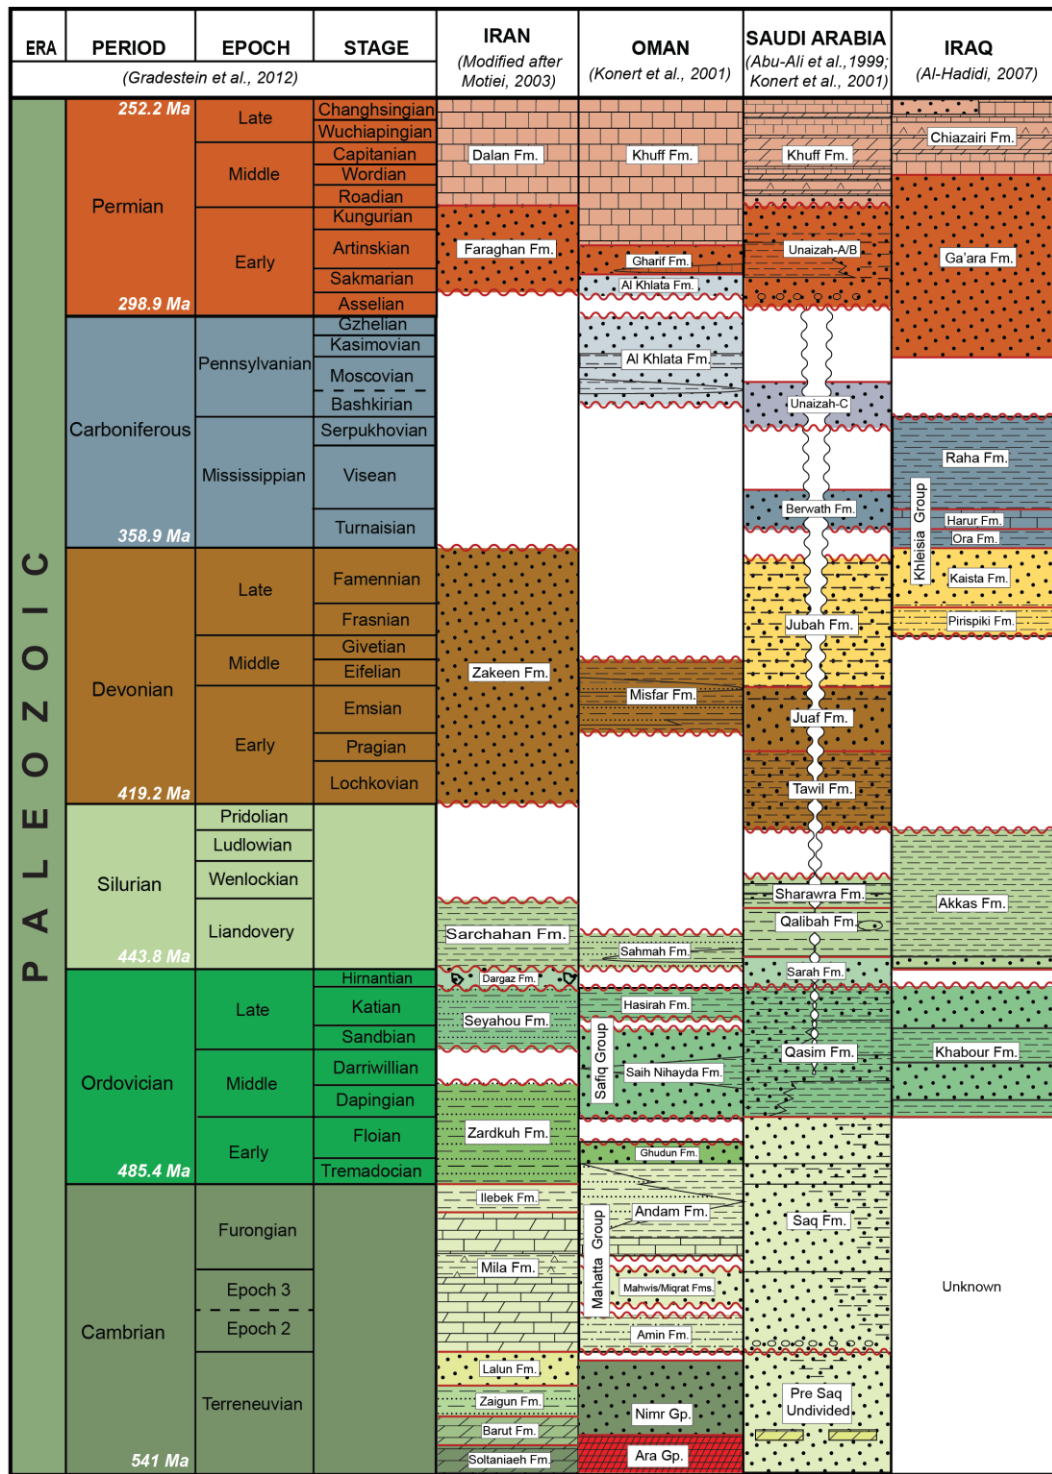 ERA
PERIOD
EPOCH
STAGE
IRAN
(Modified after
Motiei, 2003)
OMAN
(Konert et al., 2001)
SAUDI ARABIA
(Abu-Ali et al.,1999;
Konert et al., 2001)
IRAQ
(Al-Hadidi, 2007)
(Gradestein et al., 2012)
PALEOZOIC
252.2 Ma
Permian
298.9 Ma
Carboniferous
358.9 Ma
Devonian
419.2 Ma
Silurian
443.8 Ma
Ordovician
485.4 Ma
Cambrian
541 Ma
Late
Middle
Early
Pennsylvanian
Mississippian
Late
Middle
Early
Pridolian
Ludlowian
Wenlockian
Liandovery
Late
Middle
Early
Furongian
Epoch 3
Epoch 2
Terreneuvian
Changhsingian
Wuchiapingian
Capitanian
Wordian
Roadian
Kungurian
Artinskian
Sakmarian
Asselian
Gzhelian
Kasimovian
Moscovian
Bashkirian
Serpukhovian
Visean
Turnaisian
Famennian
Frasnian
Givetian
Eifelian
Emsian
Pragian
Lochkovian
Hirnantian
Katian
Sandbian
Darriwillian
Dapingian
Floian
Tremadocian
Dalan Fm.
Faraghan Fm.
Zakeen Fm.
Sarchahan Fm.
Dargaz Fm.
Seyahou Fm.
Zardkuh Fm.
Ilebek Fm.
Mila Fm.
Lalun Fm.
Zaigun Fm.
Barut Fm.
Soltaniaeh Fm.
Khuff Fm.
Gharif Fm.
Al Khlata Fm.
Al Khlata Fm.
Misfar Fm.
Sahmah Fm.
Safiq Group
Hasirah Fm.
Saih Nihayda Fm.
Ghudun Fm.
Mahatta Group
Andam Fm.
Mahwis/Miqrat Fms.
Amin Fm.
Nimr Gp.
Ara Gp.
Khuff Fm.
Unaizah-A/B
Unaizah-C
Berwath Fm.
Jubah Fm.
Juaf Fm.
Tawil Fm.
Sharawra Fm.
Qalibah Fm.
Sarah Fm.
Qasim Fm.
Saq Fm.
Pre Saq
Undivided
Chiazairi Fm.
Ga'ara Fm.
Khleisia Group
Raha Fm.
Harur Fm.
Ora Fm.
Kaista Fm.
Pirispiki Fm.
Akkas Fm.
Khabour Fm.
Unknown